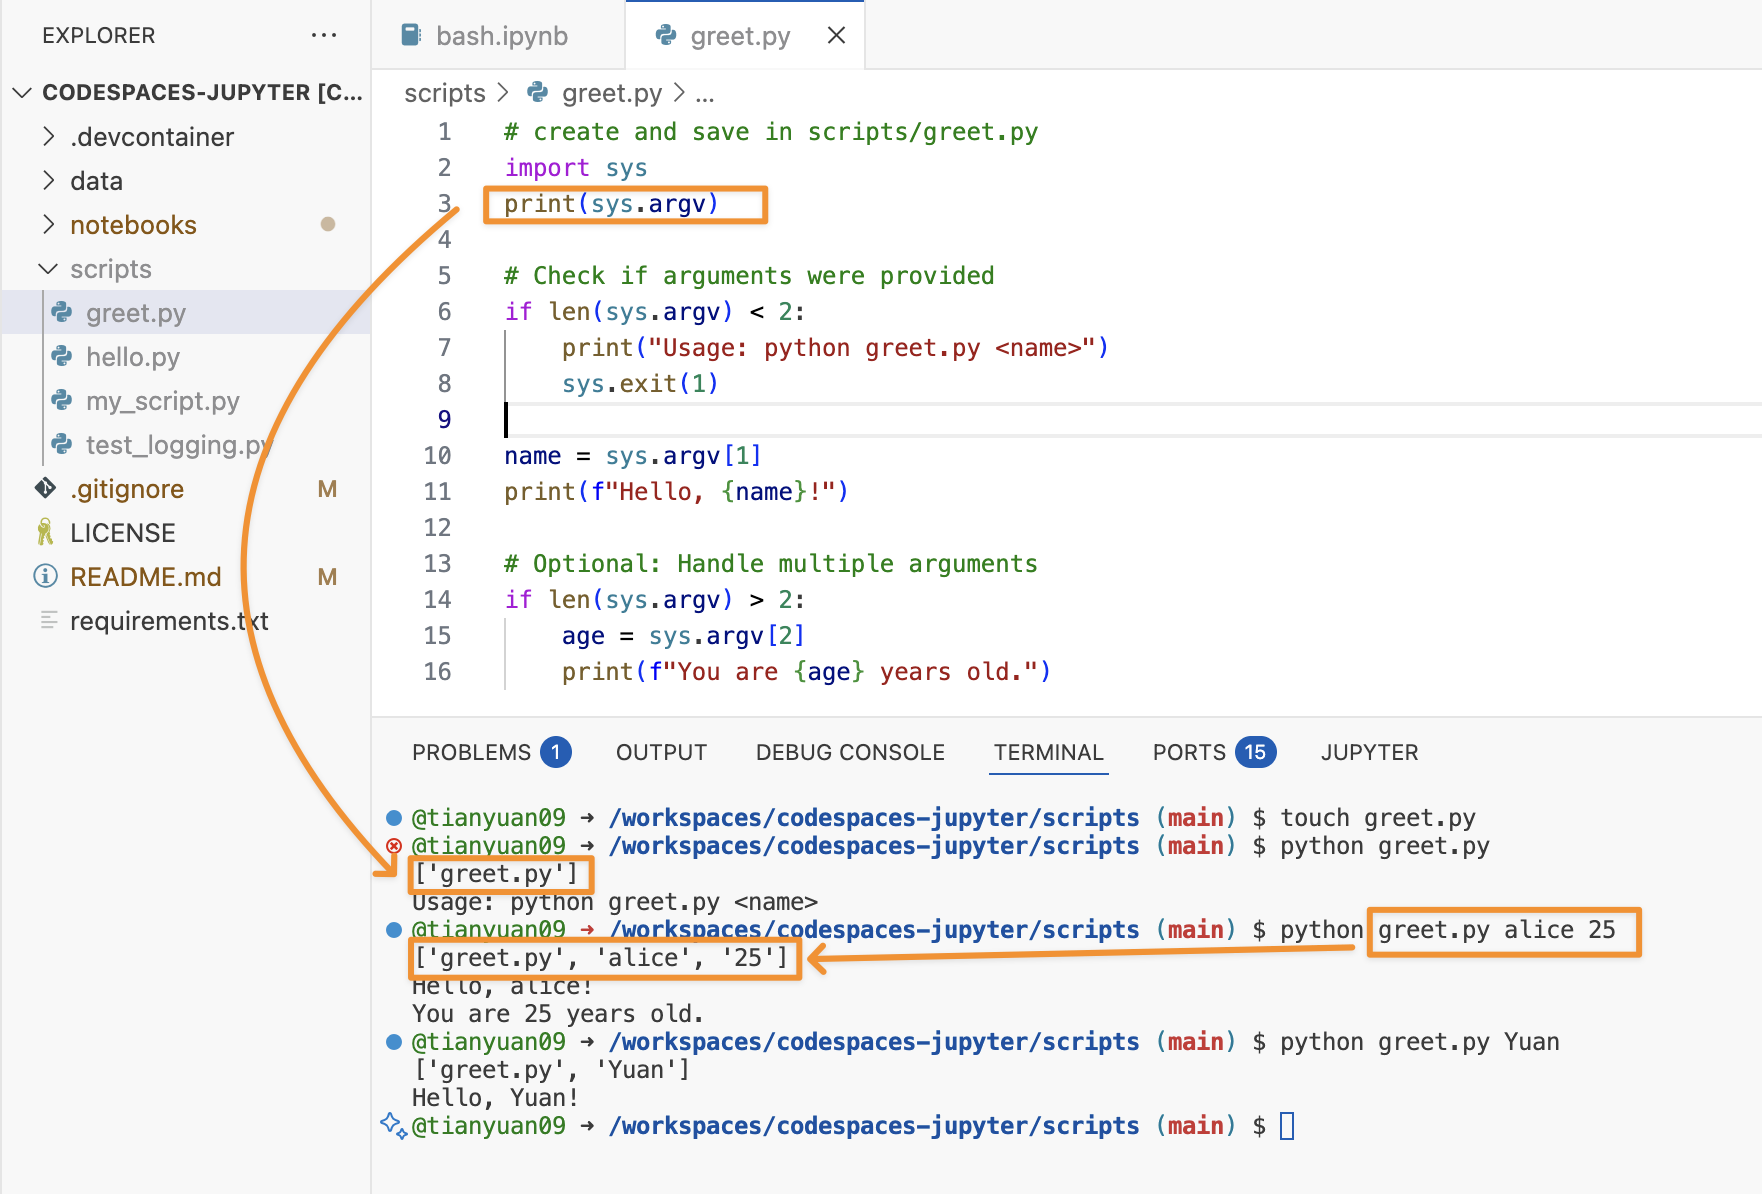 EXPLORER ...
CODESPACES-JUPYTER [C...
.devcontainer
data
notebooks
scripts
greet.py
hello.py
my_script.py
test_logging.py
.gitignore M
LICENSE
README.md M
requirements.txt
bash.ipynb greet.py
scripts > greet.py > ...
1 # create and save in scripts/greet.py
2 import sys
3 print(sys.argv)
4
5 # Check if arguments were provided
6 if len(sys.argv) < 2:
7     print("Usage: python greet.py <name>")
8     sys.exit(1)
9
10 name = sys.argv[1]
11 print(f"Hello, {name}!")
12
13 # Optional: Handle multiple arguments
14 if len(sys.argv) > 2:
15     age = sys.argv[2]
16     print(f"You are {age} years old.")
PROBLEMS 1 OUTPUT DEBUG CONSOLE TERMINAL PORTS 15 JUPYTER
@tianyuan09 → /workspaces/codespaces-jupyter/scripts (main) $ touch greet.py
@tianyuan09 → /workspaces/codespaces-jupyter/scripts (main) $ python greet.py
['greet.py']
Usage: python greet.py <name>
@tianyuan09 → /workspaces/codespaces-jupyter/scripts (main) $ python greet.py alice 25
['greet.py', 'alice', '25']
Hello, alice!
You are 25 years old.
@tianyuan09 → /workspaces/codespaces-jupyter/scripts (main) $ python greet.py Yuan
['greet.py', 'Yuan']
Hello, Yuan!
@tianyuan09 → /workspaces/codespaces-jupyter/scripts (main) $